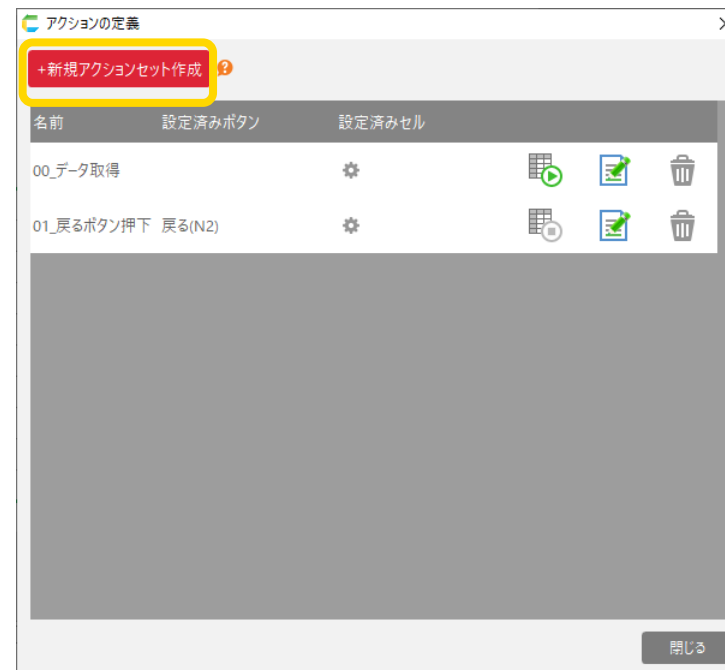 アクションの定義
+新規アクションセット作成 ?
名前 設定済みボタン 設定済みセル
00_データ取得
01_戻るボタン押下 戻る(N2)
閉じる